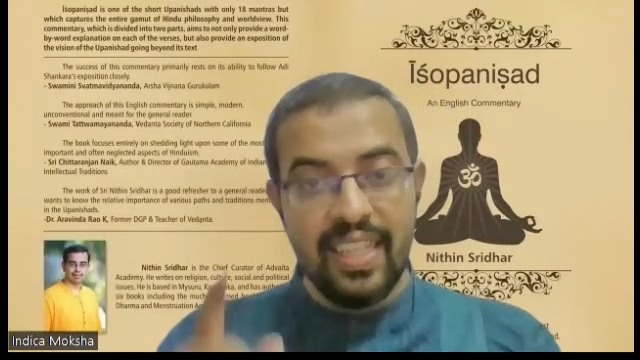 Īśopaniṣad is one of the short Upanishads with only 18 mantras but
which captures the entire gamut of Hindu philosophy and worldview. This
commentary, which is divided into two parts, aims to not only provide a word-
by-word explanation on each of the verses, but also provide an exposition
of the vision of the Upanishad going beyond its text
The success of this commentary primarily rests on its ability to follow Adi
Shankara's exposition closely.
- Swamini Svatmavidyananda, Arsha Vijnana Gurukulam
The approach of this English commentary is simple, modern,
unconventional and meant for the general reader.
- Swami Tattwamayananda, Vedanta Society of Northern California
The book focuses entirely on shedding light upon some of the most
important and often neglected aspects of Hinduism.
- Sri Chittaranjan Naik, Author & Director of Gautama Academy of Indian
Intellectual Traditions
The work of Sri Nithin Sridhar is a good refresher to a general reader
wants to know the relative importance of various paths and traditions
in the Upanishads.
-Dr. Aravinda Rao K, Former DGP & Teacher of Vedanta.
Nithin Sridhar is the Chief Curator of Advaita
Academy. He writes on religion, culture, social and political
issues. He is based in Mysuru, and has
six books including the much
Dharma and Menstruation
Īśopaniṣad
An English Commentary
ॐ
Nithin Sridhar
Indica Moksha